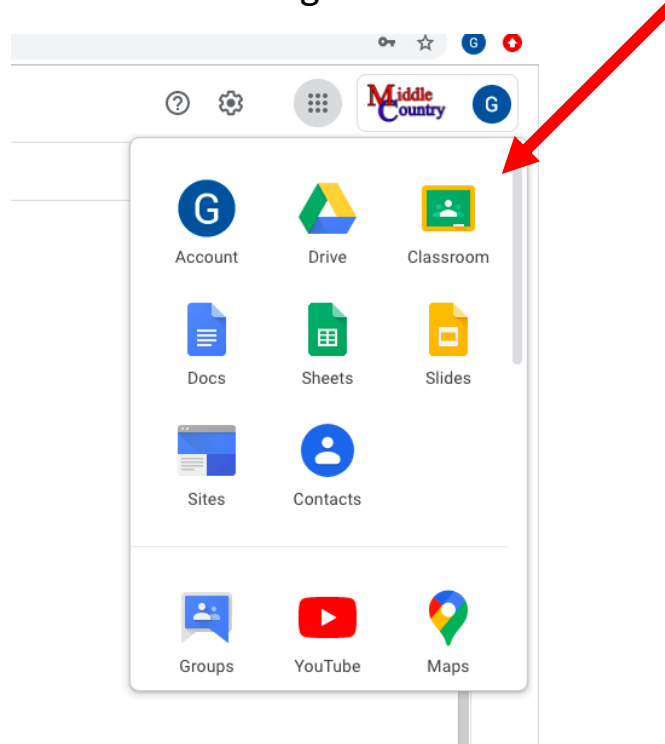 G
Middle
Country G
G
Account Drive Classroom
Docs Sheets Slides
Sites Contacts
Groups YouTube Maps